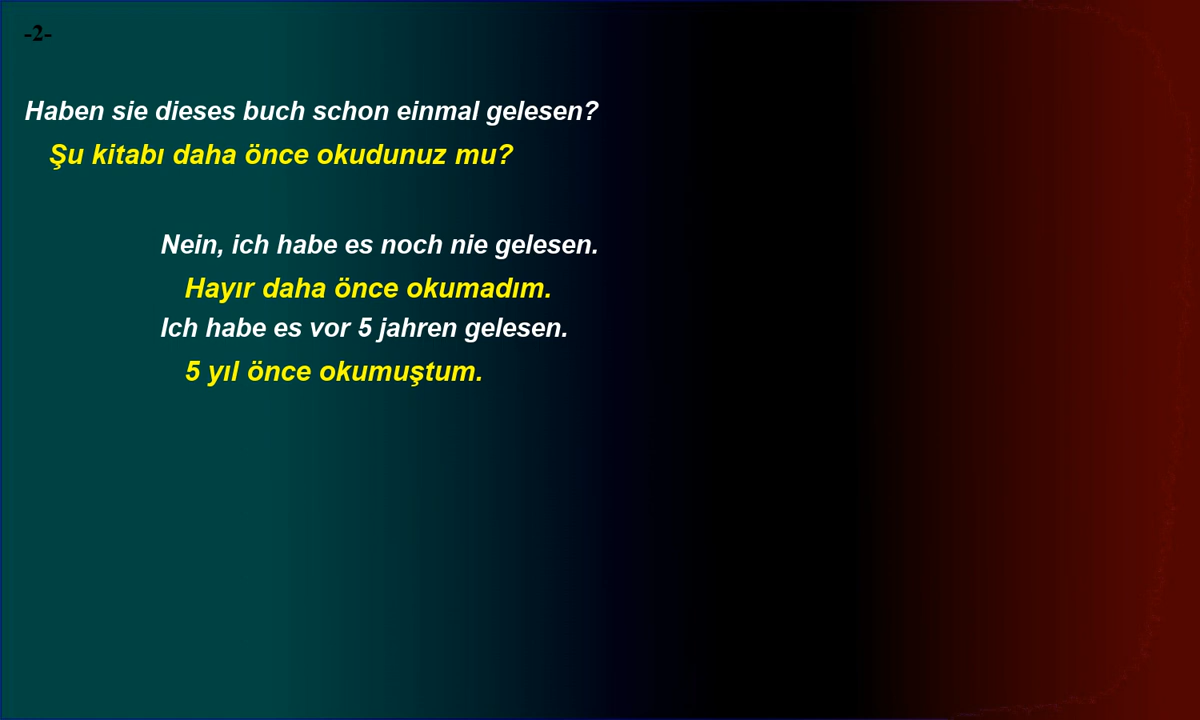 -2-
Haben sie dieses buch schon einmal gelesen?
Şu kitabı daha önce okudunuz mu?
Nein, ich habe es noch nie gelesen.
Hayır daha önce okumadım.
Ich habe es vor 5 jahren gelesen.
5 yıl önce okumuştum.